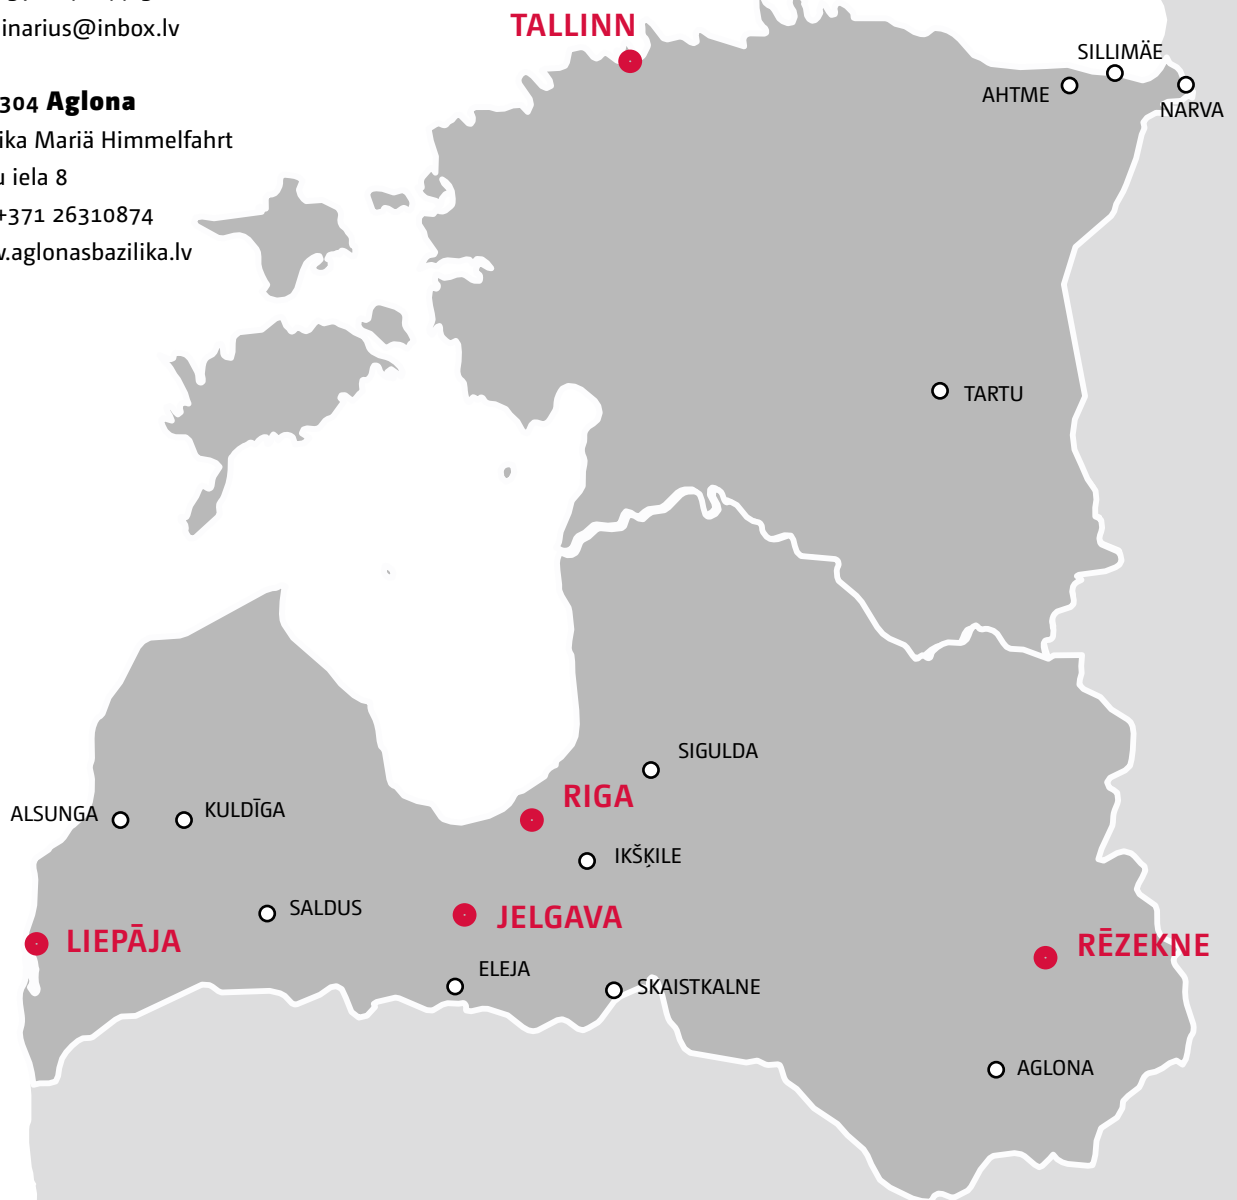 inarius@inbox.lv
304 Aglona
ika Mariä Himmelfahrt
u iela 8
+371 26310874
w.aglonasbazilika.lv
TALLINN
SILLIMÄE
AHTME
NARVA
TARTU
SIGULDA
RIGA
ALSUNGA
KULDĪGA
IKŠĶILE
SALDUS
JELGAVA
LIEPĀJA
RĒZEKNE
ELEJA
SKAISTKALNE
AGLONA